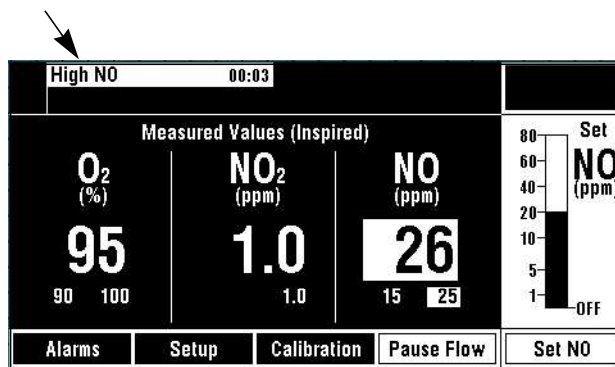 High NO 00:03
Measured Values (Inspired)
O2 (%)
95
90 100
NO2 (ppm)
1.0
1.0
NO (ppm)
26
15 25
Set NO (ppm)
80
60
40
20
10
5
1
OFF
Alarms Setup Calibration Pause Flow Set NO